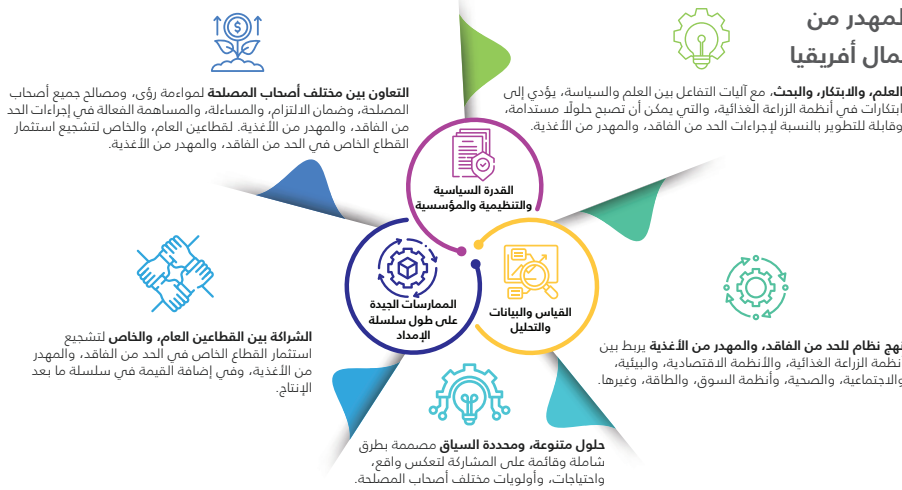 المهدر من
مال أفريقيا
العلم، والابتكار، والبحث، مع آليات التفاعل بين العلم والسياسة، يؤدي إلى
ابتكارات في أنظمة الزراعة الغذائية، والتي يمكن أن تصبح حلولًا مستدامة،
وقابلة للتطوير بالنسبة لإجراءات الحد من الفاقد، والمهدر من الأغذية.
التعاون بين مختلف أصحاب المصلحة لمواءمة رؤى، ومصالح جميع أصحاب
المصلحة، وضمان الالتزام، والمساءلة، والمساهمة الفعالة في إجراءات الحد
من الفاقد، والمهدر من الأغذية. لقطاعين العام، والخاص لتشجيع استثمار
القطاع الخاص في الحد من الفاقد، والمهدر من الأغذية.
القدرة السياسية
والتنظيمية والمؤسسية
القياس والبيانات
والتحليل
الممارسات الجيدة
على طول سلسلة
الإمداد
نهج نظام للحد من الفاقد، والمهدر من الأغذية يربط بين
أنظمة الزراعة الغذائية، والأنظمة الاقتصادية، والبيئية،
والاجتماعية، والصحية، وأنظمة السوق، والطاقة، وغيرها.
الشراكة بين القطاعين العام، والخاص لتشجيع
استثمار القطاع الخاص في الحد من الفاقد، والمهدر
من الأغذية، وفي إضافة القيمة في سلسلة ما بعد
الإنتاج.
حلول متنوعة، ومحددة السياق مصممة بطرق
شاملة وقائمة على المشاركة لتعكس واقع،
واحتياجات، وأولويات مختلف أصحاب المصلحة.